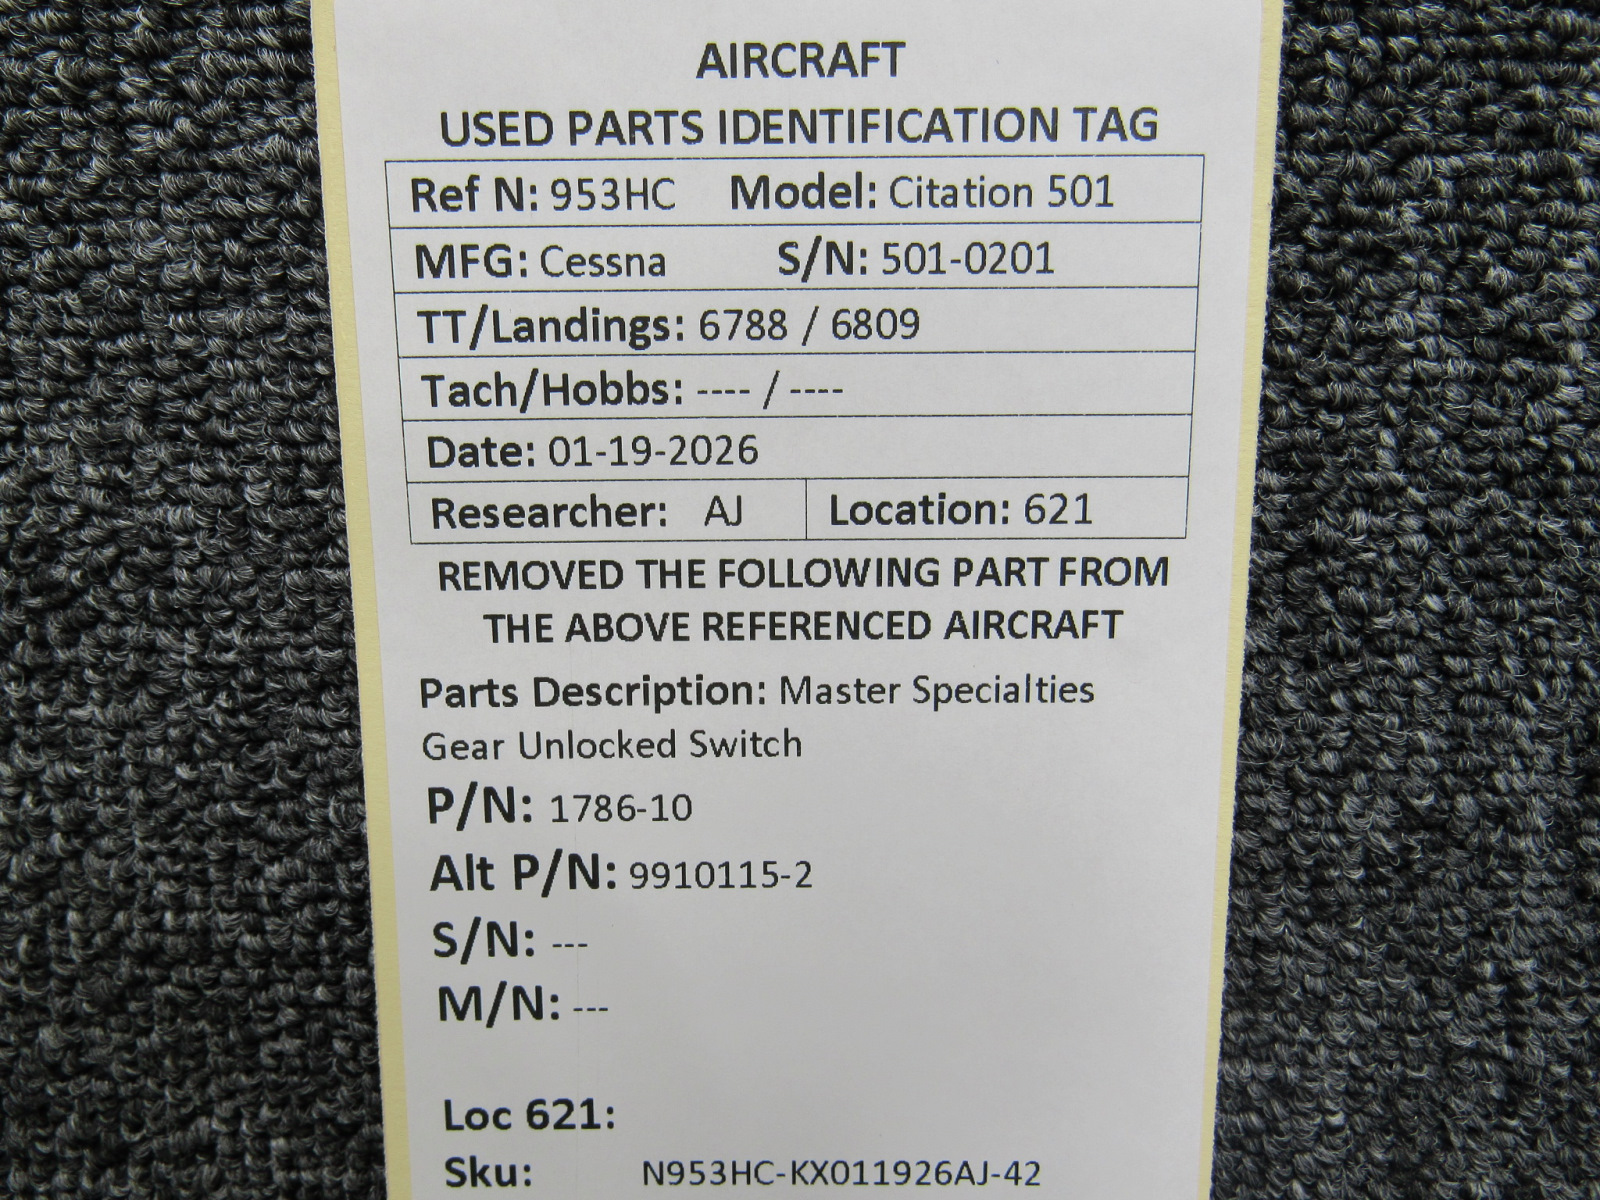 AIRCRAFT
USED PARTS IDENTIFICATION TAG
Ref N: 953HC Model: Citation 501
MFG: Cessna S/N: 501-0201
TT/Landings: 6788 / 6809
Tach/Hobbs: ---- / ----
Date: 01-19-2026
Researcher: AJ Location: 621
REMOVED THE FOLLOWING PART FROM
THE ABOVE REFERENCED AIRCRAFT
Parts Description: Master Specialties
Gear Unlocked Switch
P/N: 1786-10
Alt P/N: 9910115-2
S/N: ---
M/N: ---
Loc 621:
Sku: N953HC-KX011926AJ-42